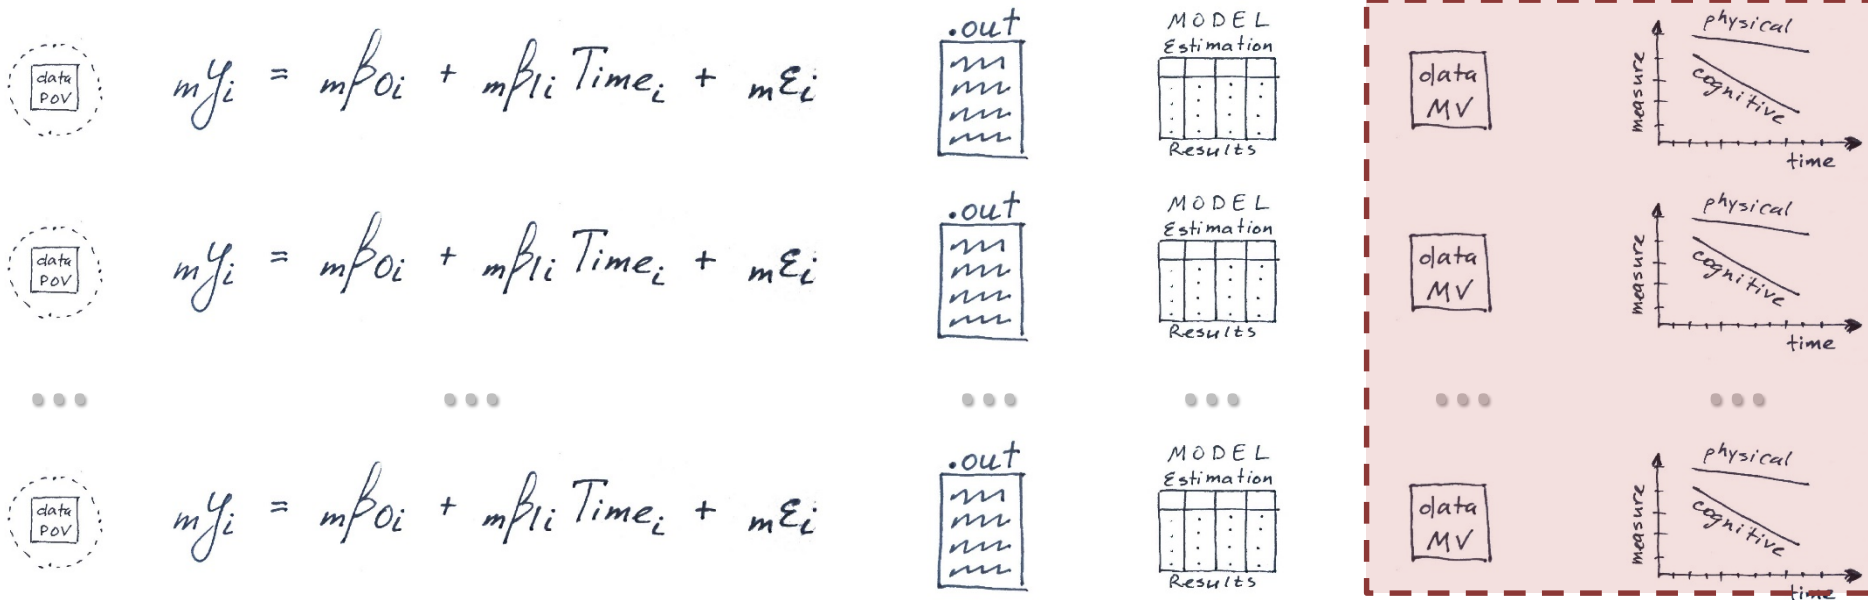 data
POV
mYi = mβ0i + mβ1i Timei + mεi
.out
MODEL
Estimation
Results
data
MV
measure
physical
cognitive
time
data
POV
mYi = mβ0i + mβ1i Timei + mεi
.out
MODEL
Estimation
Results
data
MV
measure
physical
cognitive
time
...
...
...
...
...
...
data
POV
mYi = mβ0i + mβ1i Timei + mεi
.out
MODEL
Estimation
Results
data
MV
measure
physical
cognitive
time